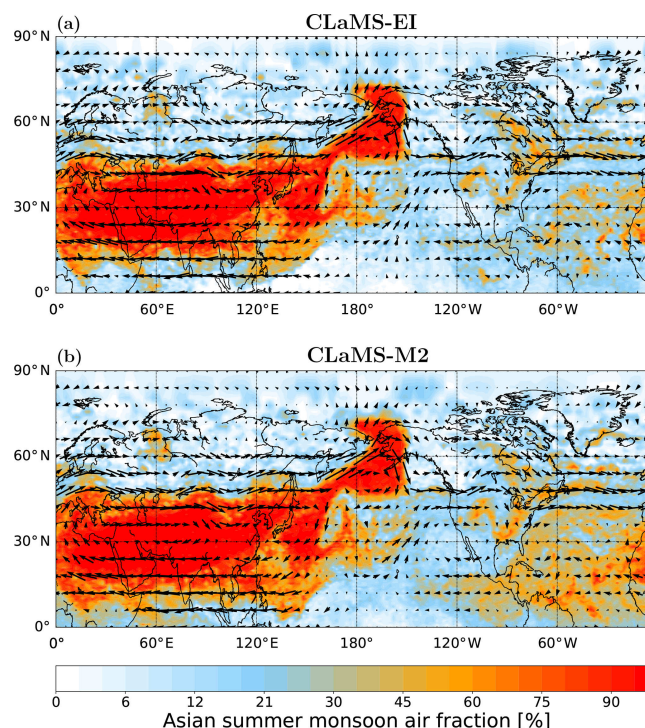 (a) CLaMS-EI
90°N
60°N
30°N
0°
0° 60°E 120°E 180° 120°W 60°W
(b) CLaMS-M2
90°N
60°N
30°N
0°
0° 60°E 120°E 180° 120°W 60°W
0 6 12 21 30 45 60 75 90
Asian summer monsoon air fraction [%]